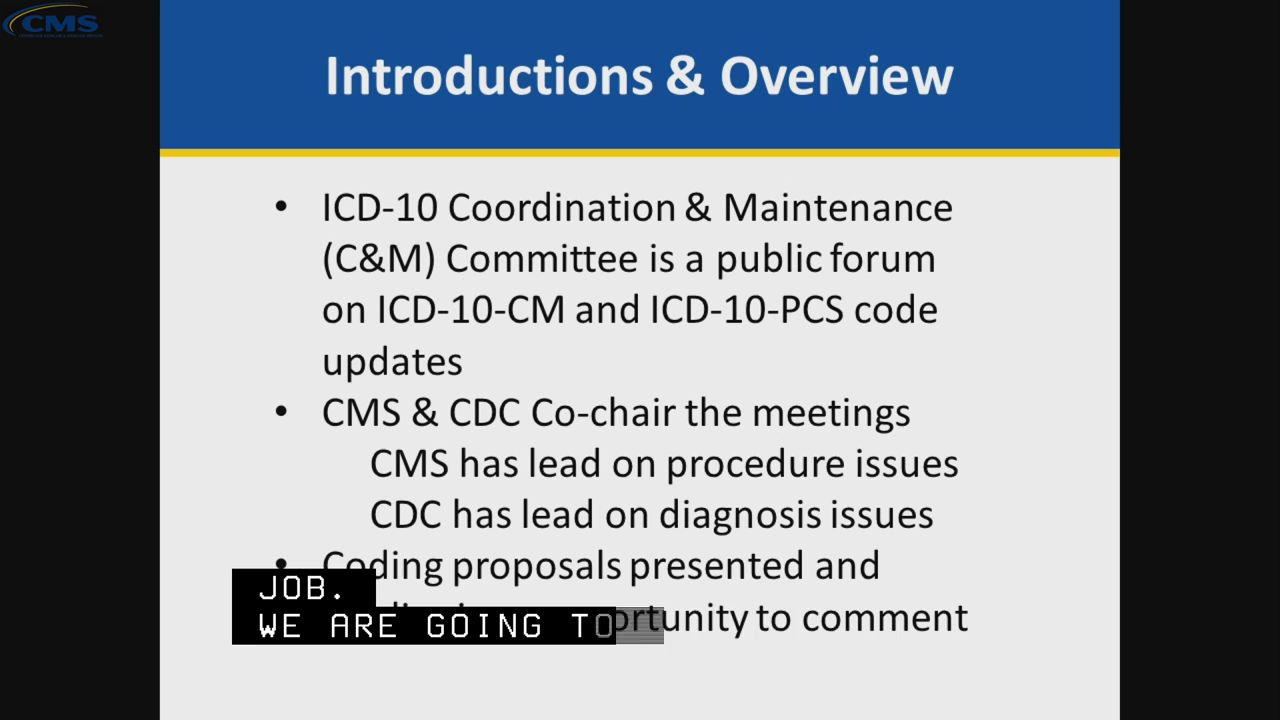 CMS
Introductions & Overview
• ICD-10 Coordination & Maintenance
(C&M) Committee is a public forum
on ICD-10-CM and ICD-10-PCS code
updates
• CMS & CDC Co-chair the meetings
CMS has lead on procedure issues
CDC has lead on diagnosis issues
• Coding proposals presented and
to comment
JOB.
WE ARE GOING TO